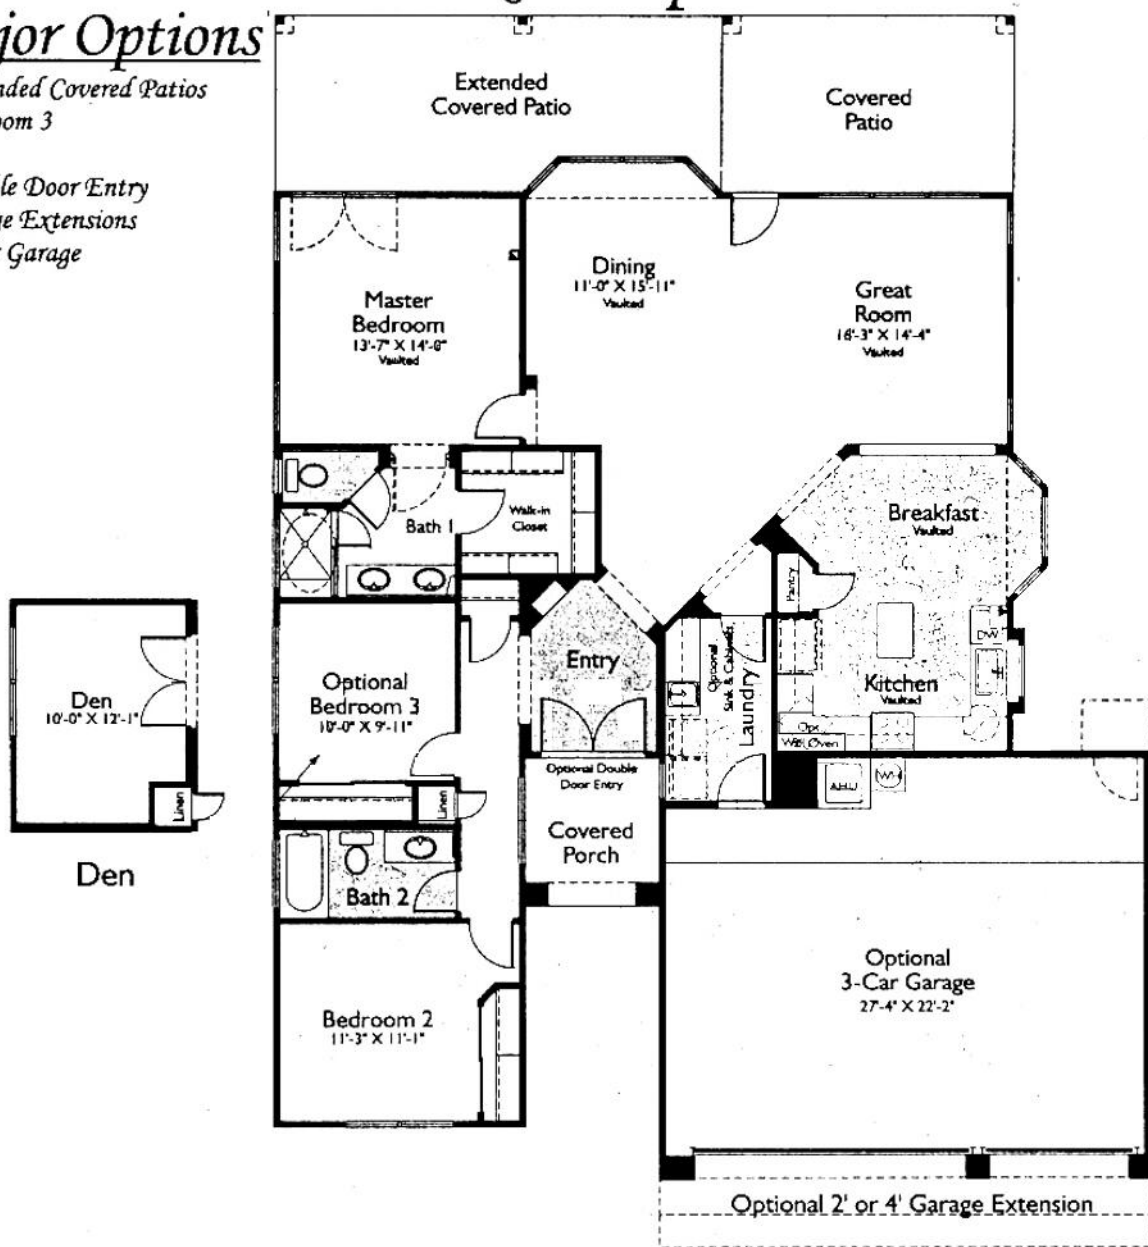 jor Options
nded Covered Patios
oom 3
le Door Entry
ge Extensions
Garage
Extended
Covered Patio
Covered
Patio
Master
Bedroom
Vaulted
Dining
11'-0" X 15'-11"
Vaulted
Great
Room
16'-3" X 14'-4"
Vaulted
Bath 1
Walk-in
Closet
Breakfast
Vaulted
Pantry
DW
Kitchen
Vaulted
Opt.
Wall Oven
Entry
Optional
Sink & Cabinets
Laundry
Optional
Bedroom 3
10'-0" X 9'-11"
Linen
Den
10'-0" X 12'-1"
Linen
Den
Optional Double
Door Entry
Covered
Porch
AHU
WH
Bath 2
Bedroom 2
11'-3" X 11'-1"
Optional
3-Car Garage
27'-4" X 22'-2"
Optional 2' or 4' Garage Extension